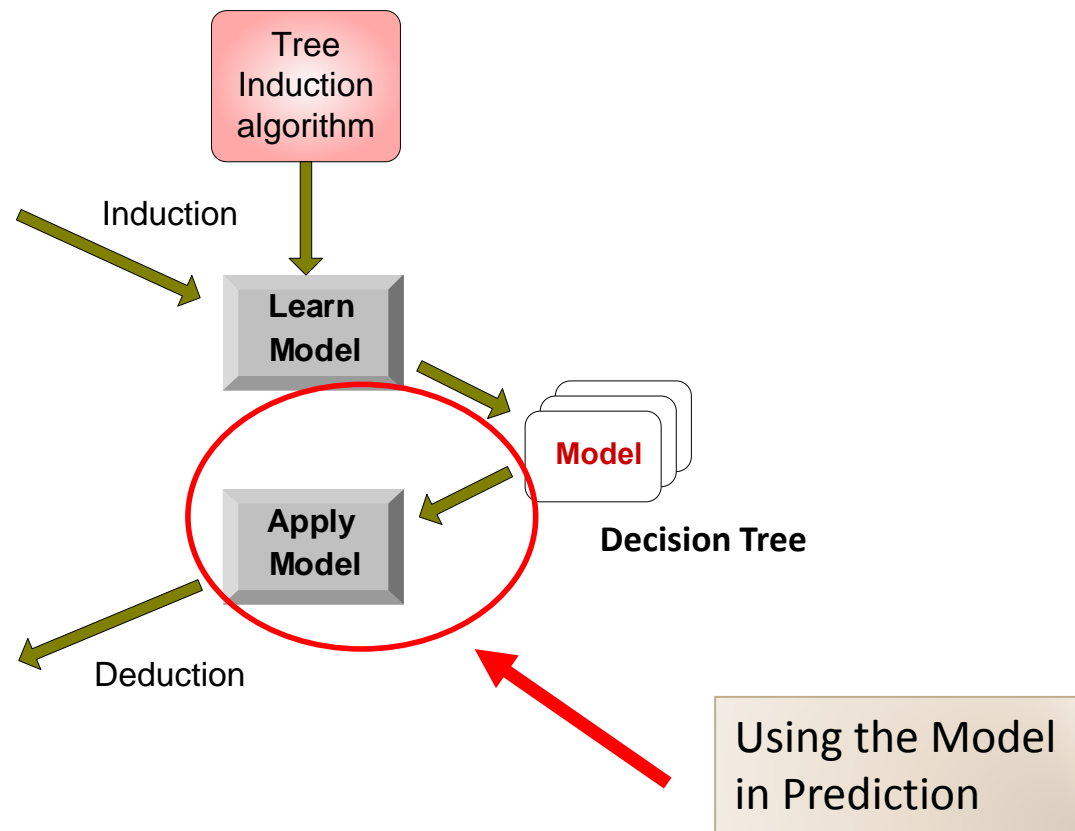 Tree
Induction
algorithm
Induction
Learn
Model
Model
Apply
Model
Decision Tree
Deduction
Using the Model
in Prediction